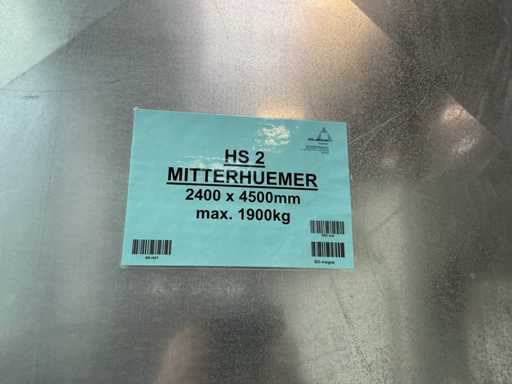 HS 2
MITTERHUEMER
2400 x 4500mm
max. 1900kg